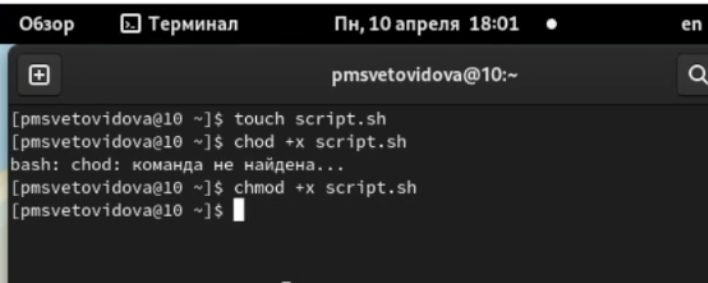 Обзор Терминал Пн, 10 апреля 18:01 en
pmsvetovidova@10:~
[pmsvetovidova@10 ~]$ touch script.sh
[pmsvetovidova@10 ~]$ chod +x script.sh
bash: chod: команда не найдена...
[pmsvetovidova@10 ~]$ chmod +x script.sh
[pmsvetovidova@10 ~]$